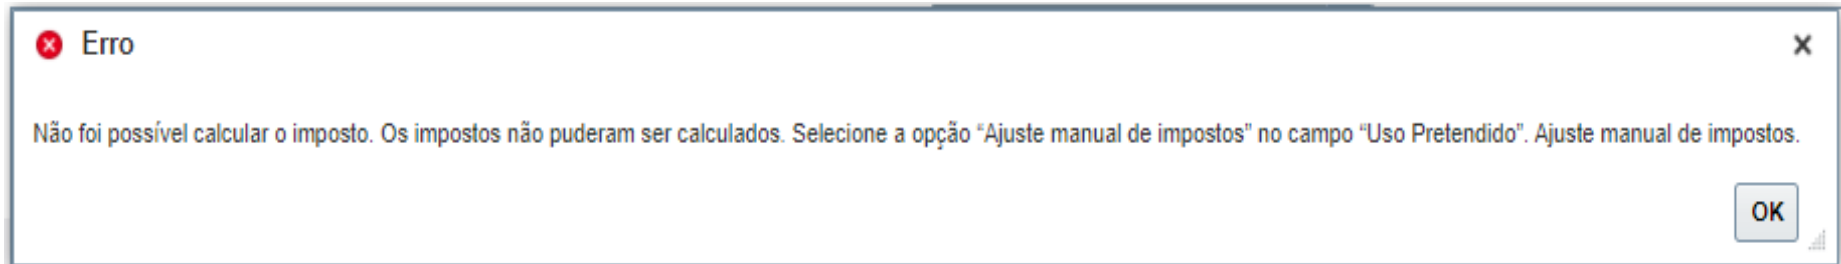 Erro
Não foi possível calcular o imposto. Os impostos não puderam ser calculados. Selecione a opção “Ajuste manual de impostos” no campo “Uso Pretendido”. Ajuste manual de impostos.
OK